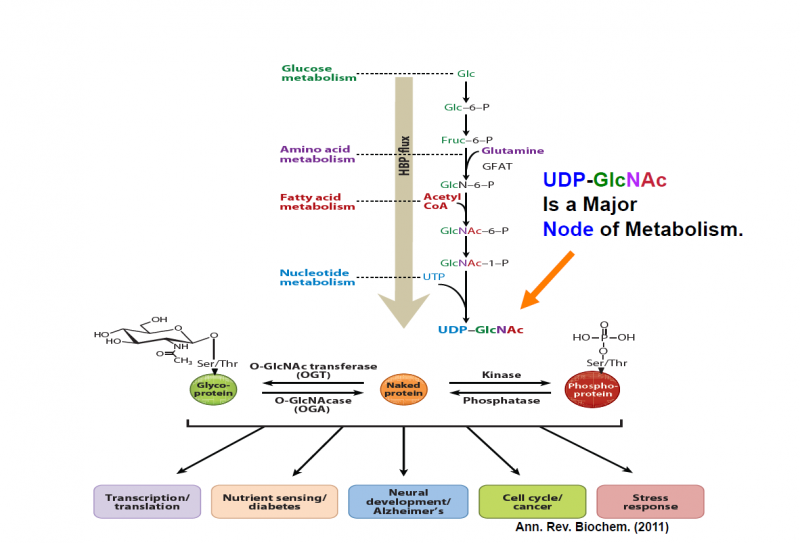 Glucose
metabolism
Glc
Glc–6–P
Fruc–6–P
Amino acid
metabolism
Glutamine
GFAT
HBP flux
GlcN–6–P
Fatty acid
metabolism
Acetyl
CoA
GlcNAc–6–P
GlcNAc–1–P
Nucleotide
metabolism
UTP
UDP–GlcNAc
UDP-GlcNAc
Is a Major
Node of Metabolism.
OH
O
HO
HO
O
NH
O
CH3
Ser/Thr
Glyco-
protein
O-GlcNAc transferase
(OGT)
O-GlcNAcase
(OGA)
Naked
protein
Kinase
Phosphatase
O
HO–P–OH
O
Ser/Thr
Phospho-
protein
Transcription/
translation
Nutrient sensing/
diabetes
Neural
development/
Alzheimer's
Cell cycle/
cancer
Stress
response
Ann. Rev. Biochem. (2011)